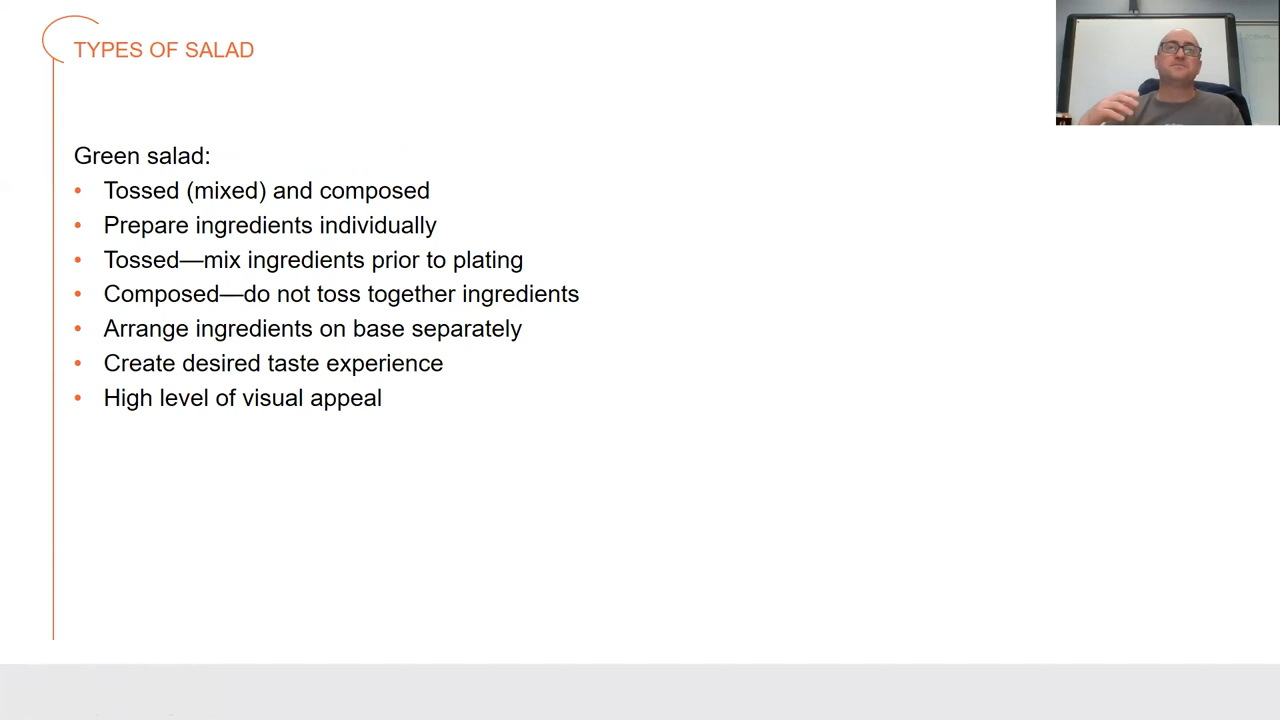 TYPES OF SALAD
Green salad:
• Tossed (mixed) and composed
• Prepare ingredients individually
• Tossed—mix ingredients prior to plating
• Composed—do not toss together ingredients
• Arrange ingredients on base separately
• Create desired taste experience
• High level of visual appeal